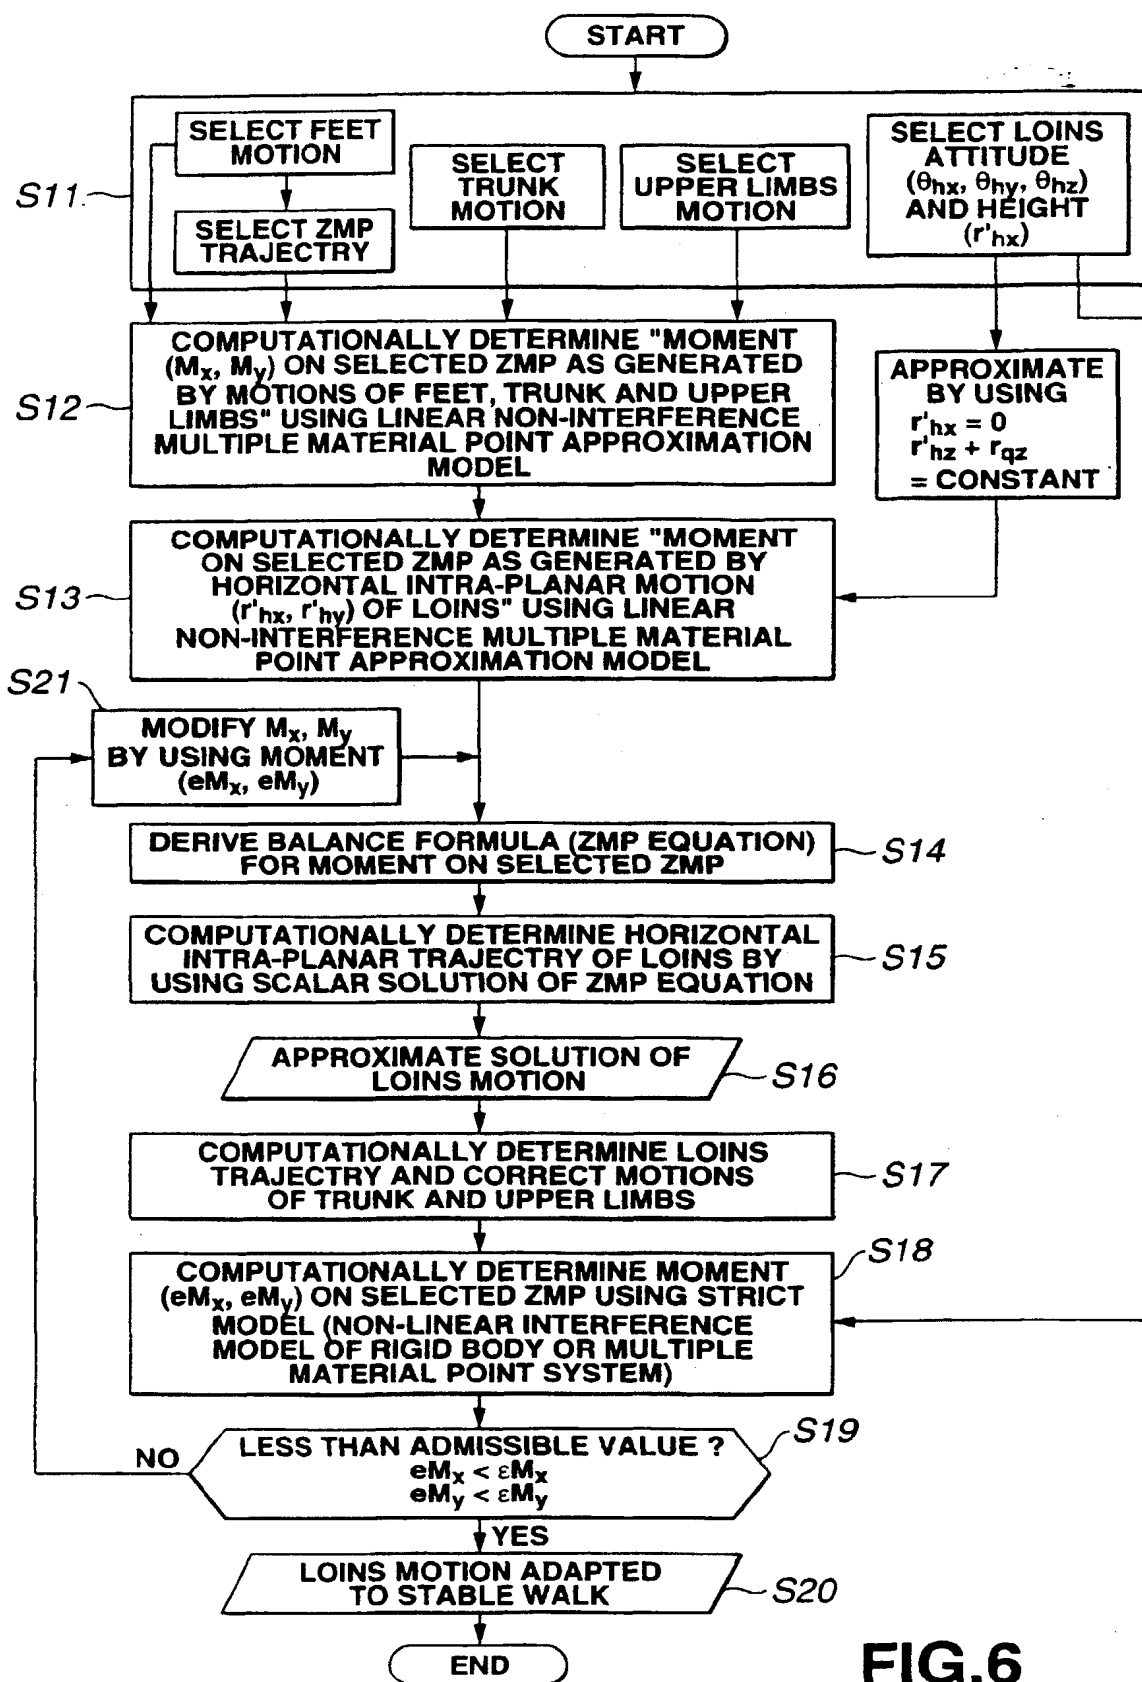 START
S11
SELECT FEET
MOTION
SELECT ZMP
TRAJECTRY
SELECT
TRUNK
MOTION
SELECT
UPPER LIMBS
MOTION
SELECT LOINS
ATTITUDE
(θhx, θhy, θhz)
AND HEIGHT
(r'hx)
S12
COMPUTATIONALLY DETERMINE "MOMENT
(Mx, My) ON SELECTED ZMP AS GENERATED
BY MOTIONS OF FEET, TRUNK AND UPPER
LIMBS" USING LINEAR NON-INTERFERENCE
MULTIPLE MATERIAL POINT APPROXIMATION
MODEL
APPROXIMATE
BY USING
r'hx = 0
r'hz + rqz
= CONSTANT
S13
COMPUTATIONALLY DETERMINE "MOMENT
ON SELECTED ZMP AS GENERATED BY
HORIZONTAL INTRA-PLANAR MOTION
(r'hx, r'hy) OF LOINS" USING LINEAR
NON-INTERFERENCE MULTIPLE MATERIAL
POINT APPROXIMATION MODEL
S21
MODIFY Mx, My
BY USING MOMENT
(eMx, eMy)
DERIVE BALANCE FORMULA (ZMP EQUATION)
FOR MOMENT ON SELECTED ZMP
S14
COMPUTATIONALLY DETERMINE HORIZONTAL
INTRA-PLANAR TRAJECTRY OF LOINS BY
USING SCALAR SOLUTION OF ZMP EQUATION
S15
APPROXIMATE SOLUTION OF
LOINS MOTION
S16
COMPUTATIONALLY DETERMINE LOINS
TRAJECTRY AND CORRECT MOTIONS
OF TRUNK AND UPPER LIMBS
S17
COMPUTATIONALLY DETERMINE MOMENT
(eMx, eMy) ON SELECTED ZMP USING STRICT
MODEL (NON-LINEAR INTERFERENCE
MODEL OF RIGID BODY OR MULTIPLE
MATERIAL POINT SYSTEM)
S18
LESS THAN ADMISSIBLE VALUE ?
eMx < εMx
eMy < εMy
S19
NO
YES
LOINS MOTION ADAPTED
TO STABLE WALK
S20
END
FIG.6